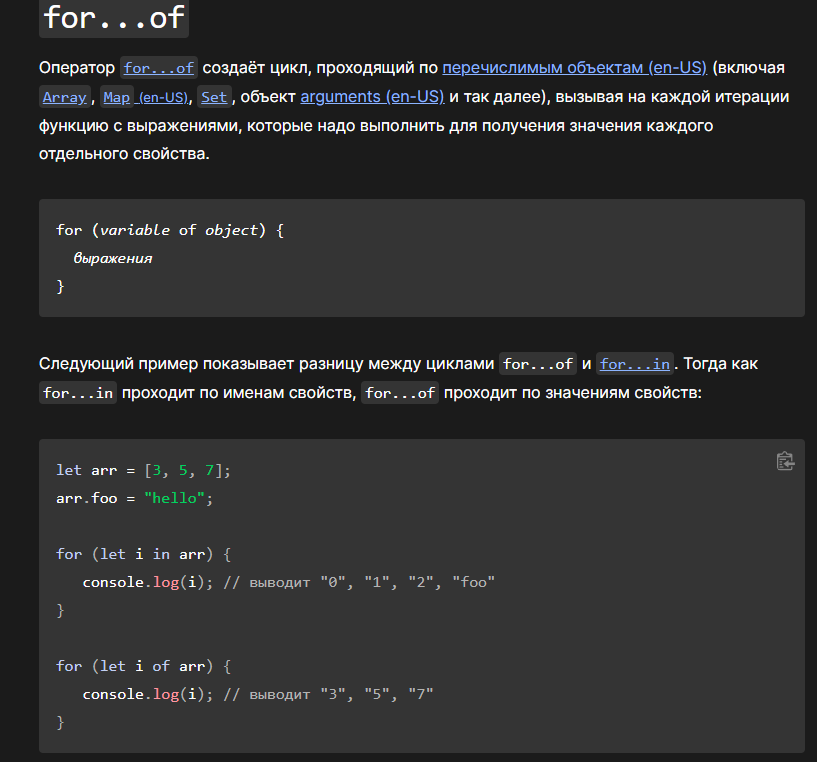 for...of
Оператор for...of создаёт цикл, проходящий по перечислимым объектам (en-US) (включая
Array, Map (en-US), Set, объект arguments (en-US) и так далее), вызывая на каждой итерации
функцию с выражениями, которые надо выполнить для получения значения каждого
отдельного свойства.
for (variable of object) {
  выражения
}
Следующий пример показывает разницу между циклами for...of и for...in. Тогда как
for...in проходит по именам свойств, for...of проходит по значениям свойств:
let arr = [3, 5, 7];
arr.foo = "hello";
for (let i in arr) {
   console.log(i); // выводит "0", "1", "2", "foo"
}
for (let i of arr) {
   console.log(i); // выводит "3", "5", "7"
}